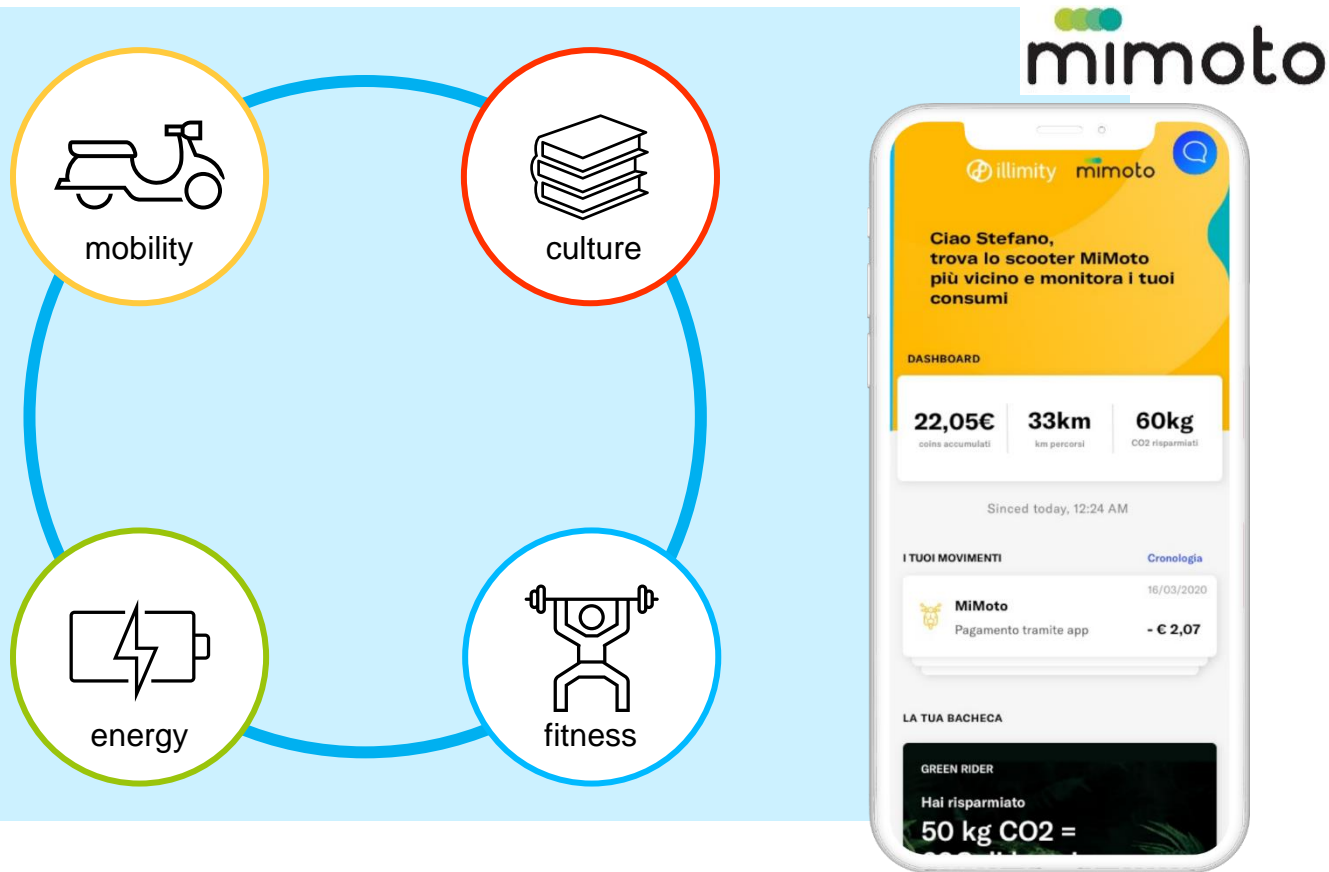 mimoto
mobility
culture
energy
fitness
illimity mimoto
Ciao Stefano,
trova lo scooter MiMoto
più vicino e monitora i tuoi
consumi
DASHBOARD
22,05€ 33km 60kg
coins accumulati km percorsi CO2 risparmiati
Sinced today, 12:24 AM
I TUOI MOVIMENTI Cronologia
16/03/2020
MiMoto
Pagamento tramite app - € 2,07
LA TUA BACHECA
GREEN RIDER
Hai risparmiato
50 kg CO2 =